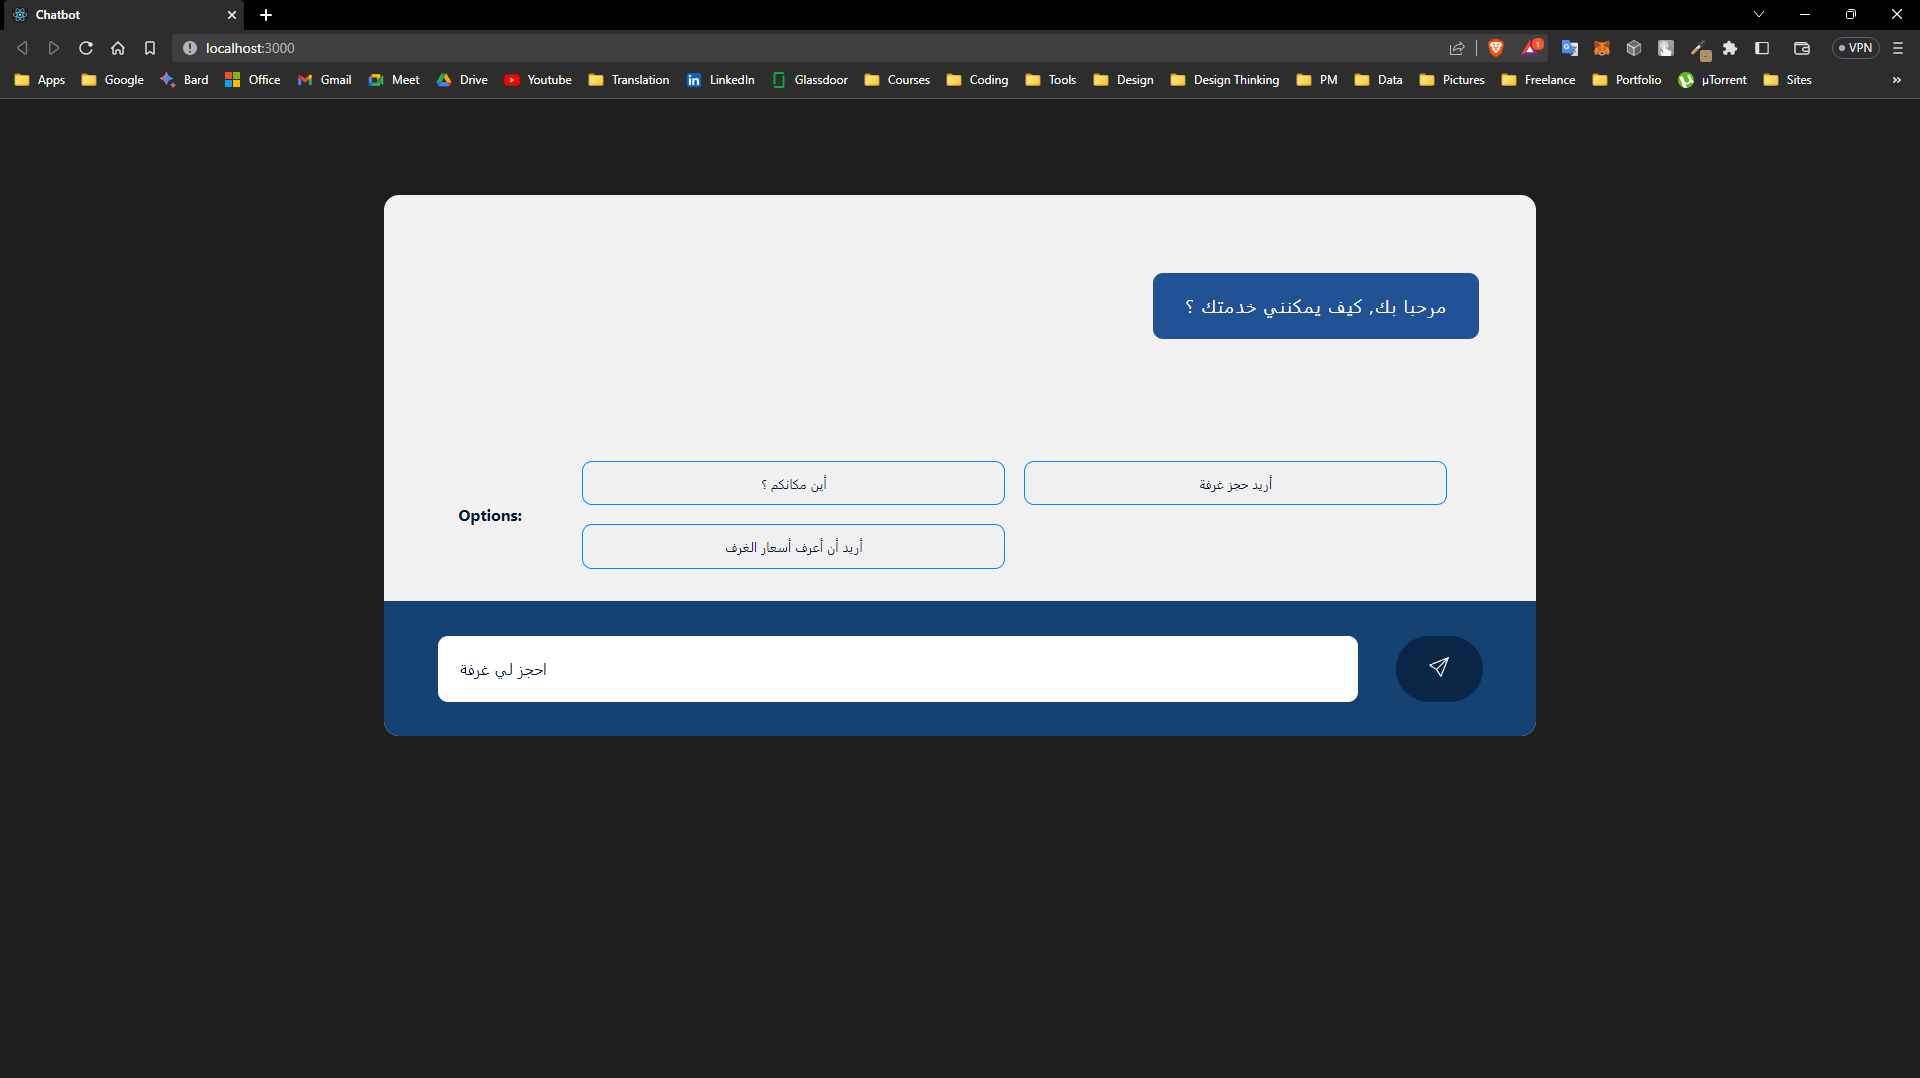 Chatbot
localhost:3000
1
VPN
Apps Google Bard Office Gmail Meet Drive Youtube Translation LinkedIn Glassdoor Courses Coding Tools Design Design Thinking PM Data Pictures Freelance Portfolio µTorrent Sites »
مرحبا بك, كيف يمكنني خدمتك ؟
أريد حجز غرفة
أين مكانكم ؟
Options:
أريد أن أعرف أسعار الغرف
احجز لي غرفة